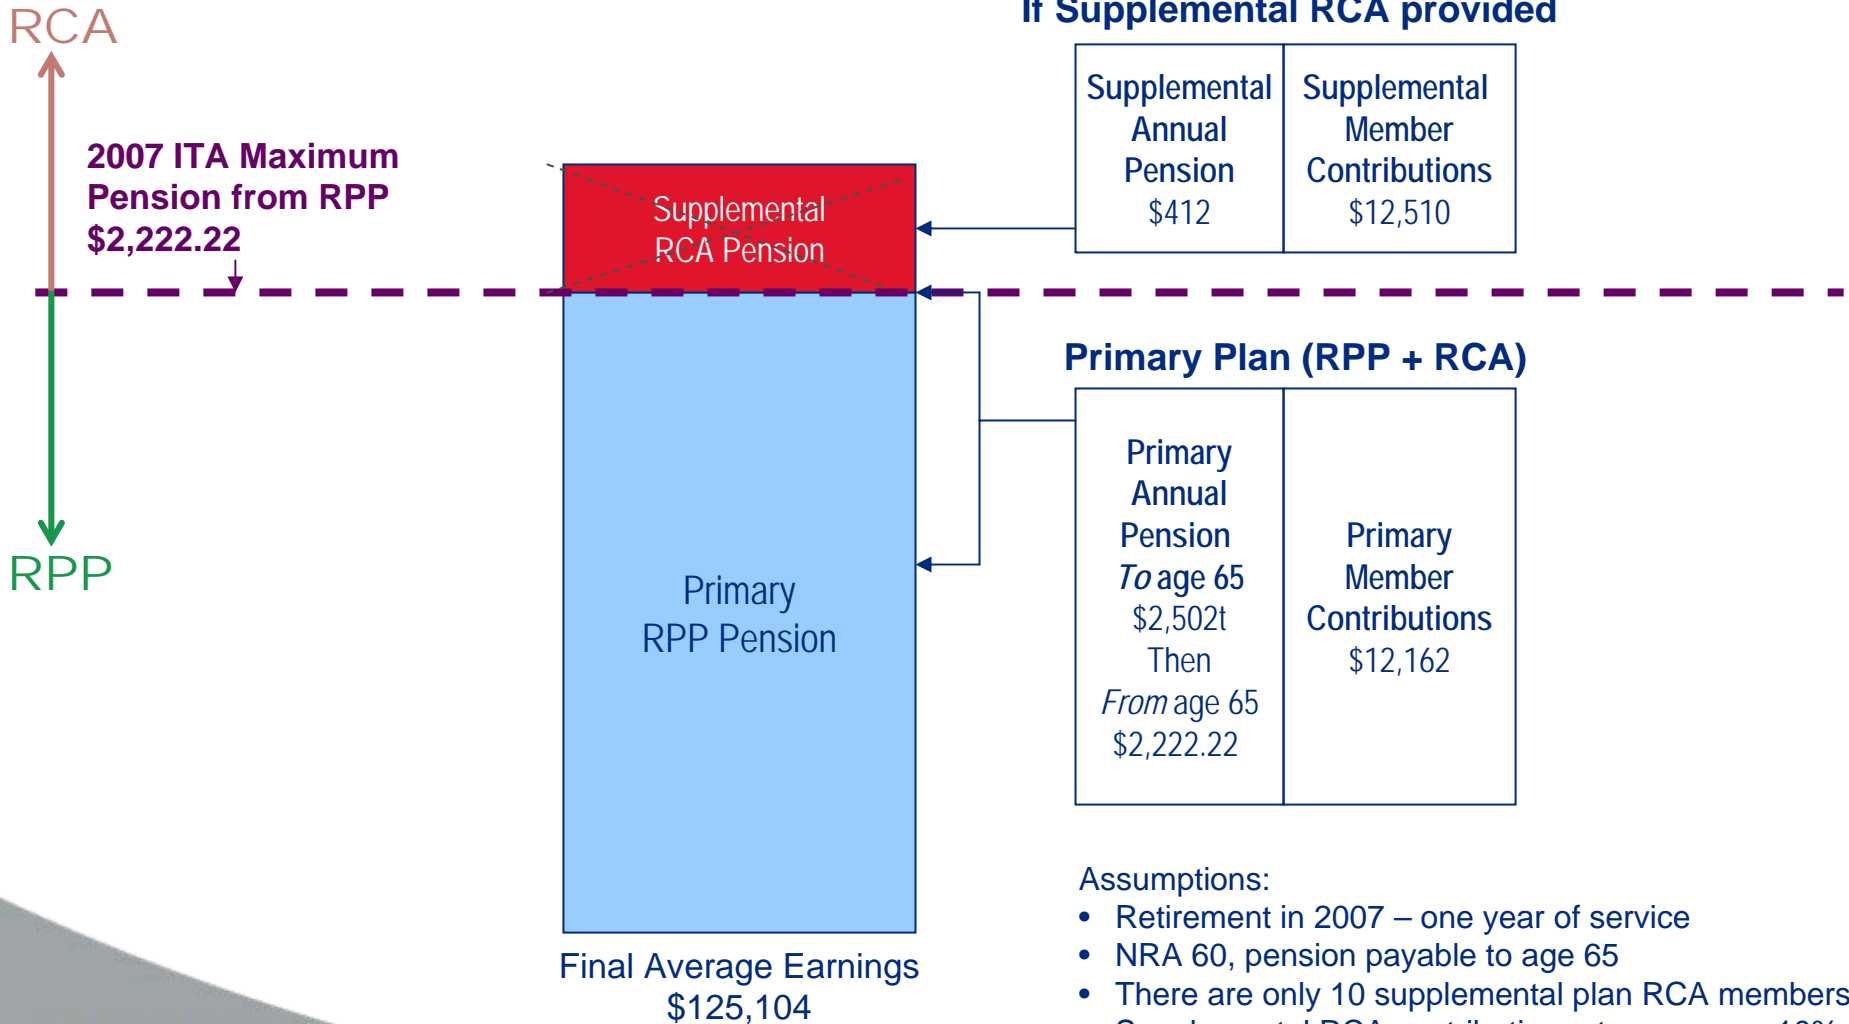 RCA
If Supplemental RCA provided
Supplemental
Annual
Pension
$412
Supplemental
Member
Contributions
$12,510
2007 ITA Maximum
Pension from RPP
$2,222.22
Supplemental
RCA Pension
Primary Plan (RPP + RCA)
Primary
Annual
Pension
To age 65
$2,502t
Then
From age 65
$2,222.22
Primary
Member
Contributions
$12,162
RPP
Primary
RPP Pension
Final Average Earnings
$125,104
Assumptions:
• Retirement in 2007 – one year of service
• NRA 60, pension payable to age 65
• There are only 10 supplemental plan RCA members